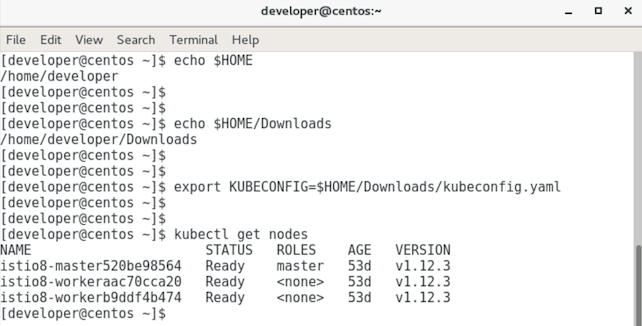 developer@centos:~
File Edit View Search Terminal Help
[developer@centos ~]$ echo $HOME
/home/developer
[developer@centos ~]$
[developer@centos ~]$
[developer@centos ~]$ echo $HOME/Downloads
/home/developer/Downloads
[developer@centos ~]$
[developer@centos ~]$
[developer@centos ~]$ export KUBECONFIG=$HOME/Downloads/kubeconfig.yaml
[developer@centos ~]$
[developer@centos ~]$
[developer@centos ~]$ kubectl get nodes
NAME                      STATUS   ROLES    AGE   VERSION
istio8-master520be98564   Ready    master   53d   v1.12.3
istio8-workeraac70cca20   Ready    <none>   53d   v1.12.3
istio8-workerb9ddf4b474   Ready    <none>   53d   v1.12.3
[developer@centos ~]$